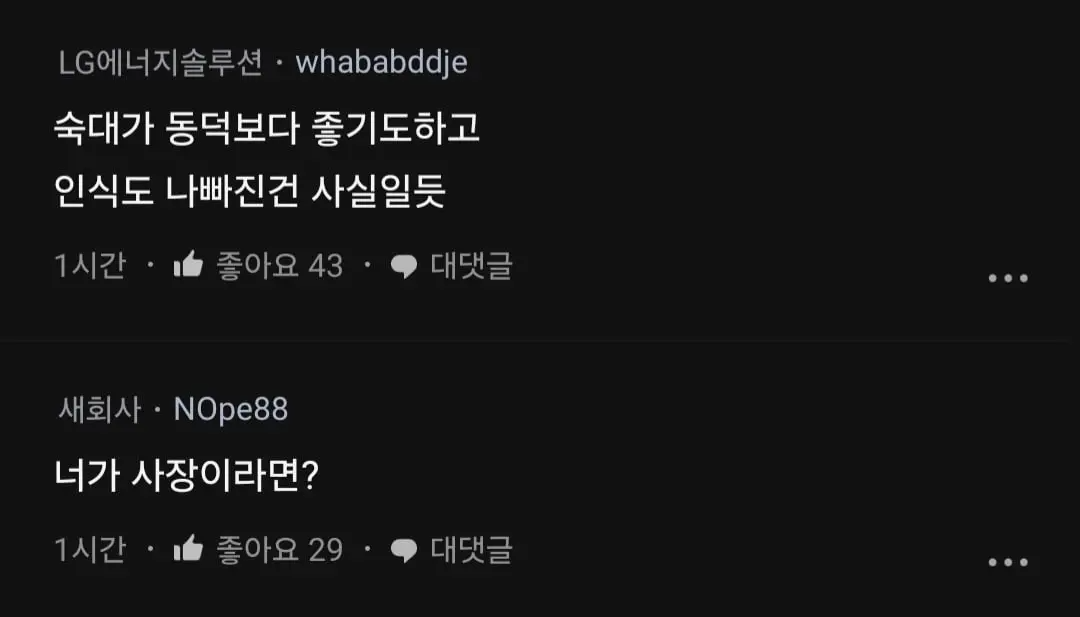 LG에너지솔루션 · whababddje
숙대가 동덕보다 좋기도하고
인식도 나빠진건 사실일듯
1시간 · 좋아요 43 · 대댓글
새회사 · NOpe88
너가 사장이라면?
1시간 · 좋아요 29 · 대댓글